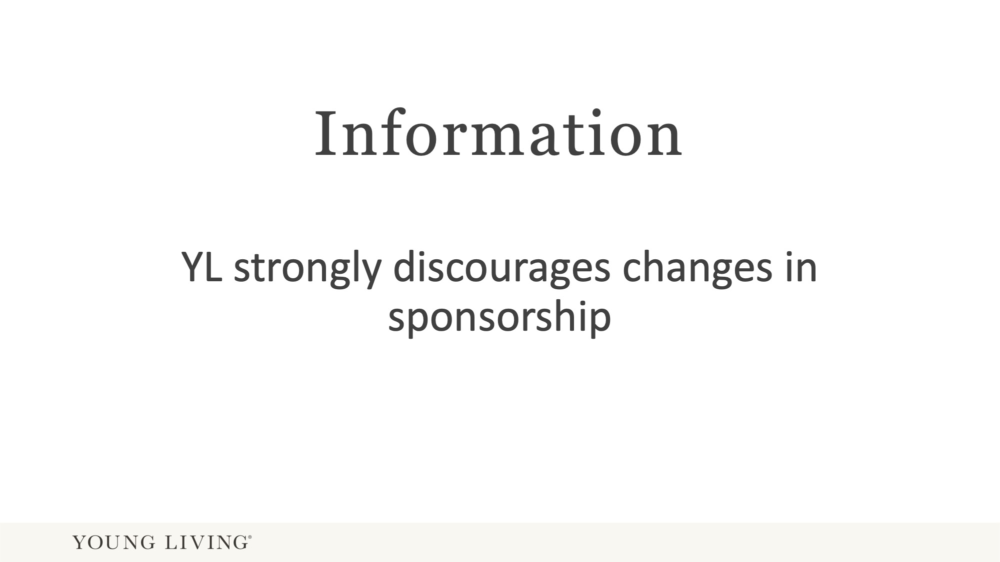 Information
YL strongly discourages changes in
sponsorship
YOUNG LIVING®